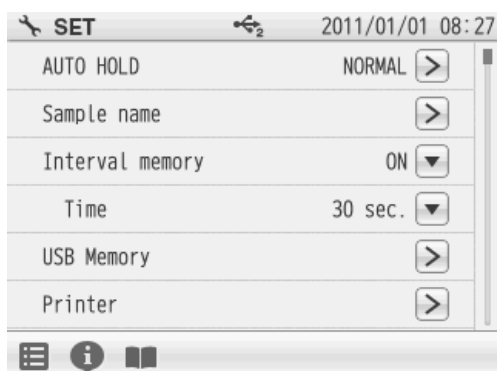 SET 2 2011/01/01 08:27
AUTO HOLD NORMAL
Sample name
Interval memory ON
Time 30 sec.
USB Memory
Printer